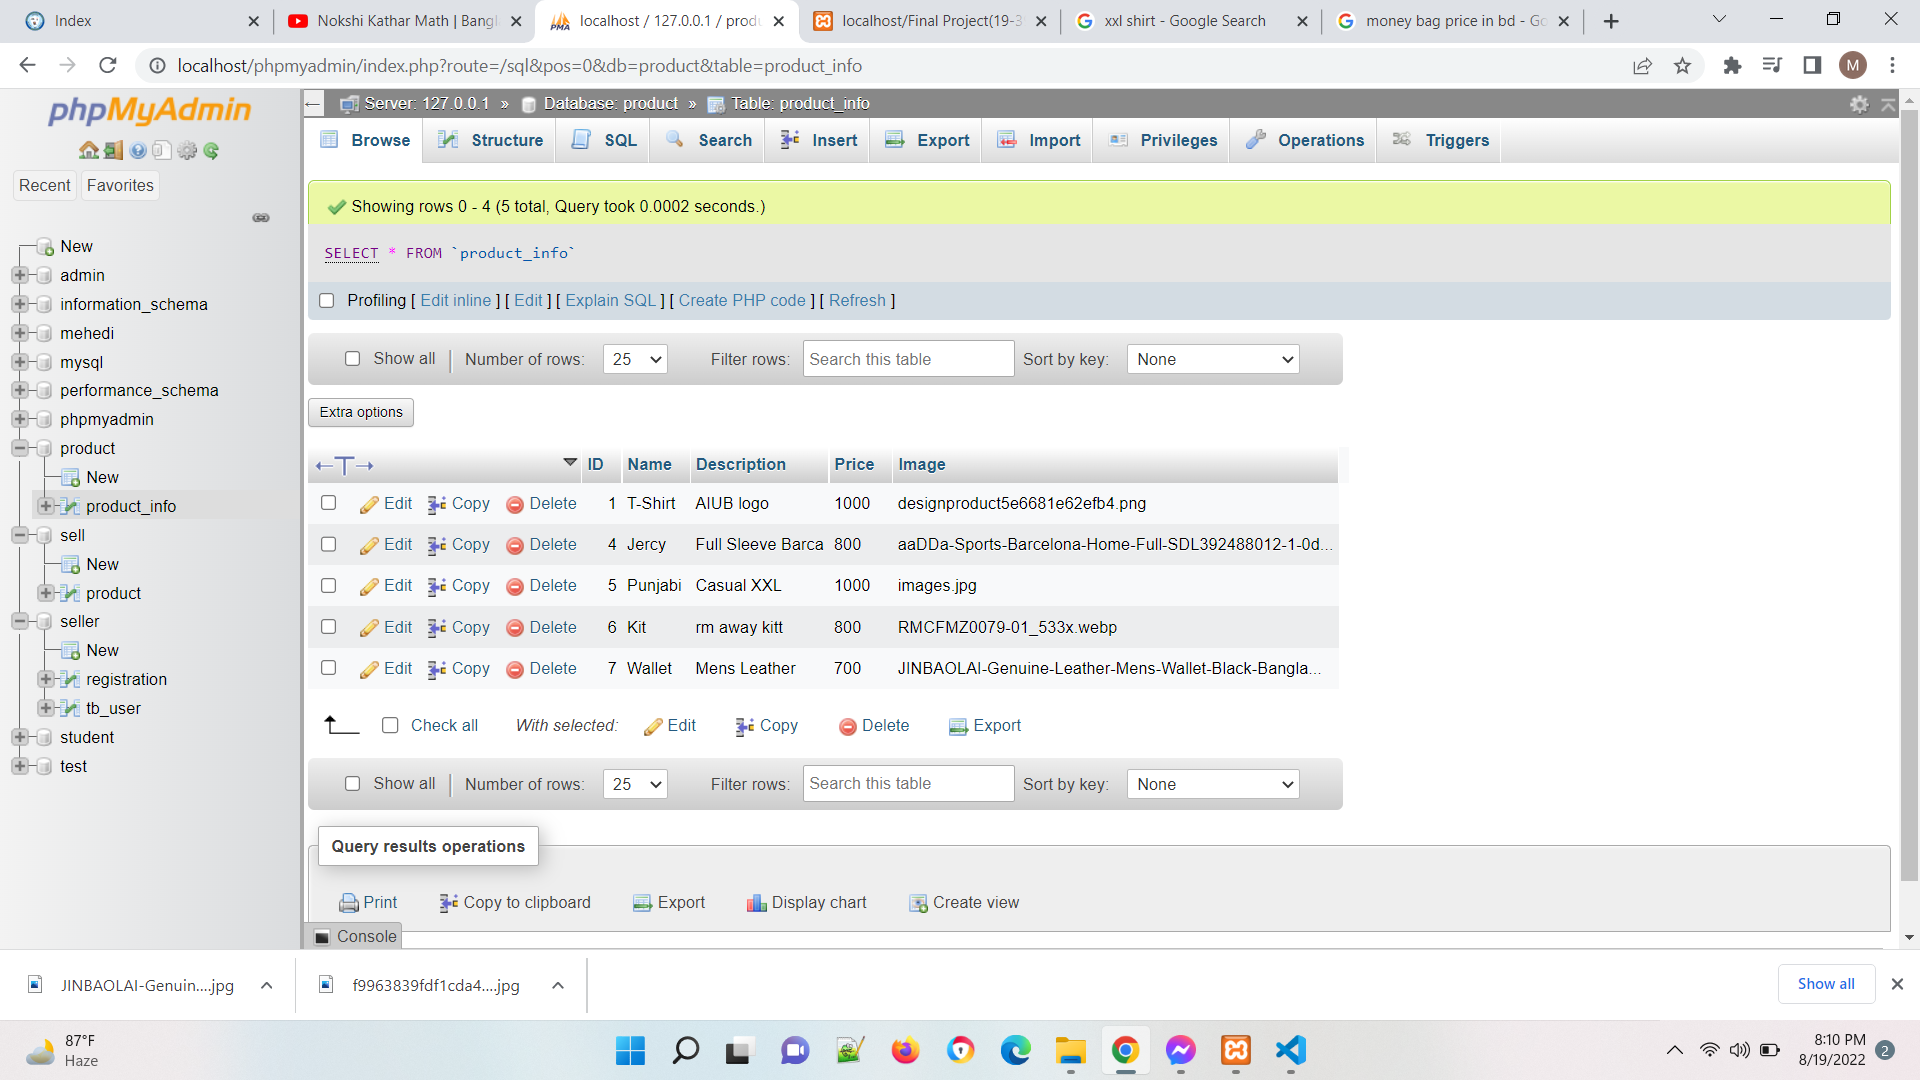 Index
Nokshi Kathar Math | Bangl
localhost / 127.0.0.1 / produ
localhost/Final Project(19-39
xxl shirt - Google Search
money bag price in bd - Go
localhost/phpmyadmin/index.php?route=/sql&pos=0&db=product&table=product_info
M
phpMyAdmin
Recent Favorites
New
admin
information_schema
mehedi
mysql
performance_schema
phpmyadmin
product
New
product_info
sell
New
product
seller
New
registration
tb_user
student
test
Server: 127.0.0.1 » Database: product » Table: product_info
Browse Structure SQL Search Insert Export Import Privileges Operations Triggers
Showing rows 0 - 4 (5 total, Query took 0.0002 seconds.)
SELECT * FROM `product_info`
Profiling [ Edit inline ] [ Edit ] [ Explain SQL ] [ Create PHP code ] [ Refresh ]
Show all Number of rows: 25 Filter rows: Search this table Sort by key: None
Extra options
ID Name Description Price Image
Edit Copy Delete 1 T-Shirt AIUB logo 1000 designproduct5e6681e62efb4.png
Edit Copy Delete 4 Jercy Full Sleeve Barca 800 aaDDa-Sports-Barcelona-Home-Full-SDL392488012-1-0d...
Edit Copy Delete 5 Punjabi Casual XXL 1000 images.jpg
Edit Copy Delete 6 Kit rm away kitt 800 RMCFMZ0079-01_533x.webp
Edit Copy Delete 7 Wallet Mens Leather 700 JINBAOLAI-Genuine-Leather-Mens-Wallet-Black-Bangla...
Check all With selected: Edit Copy Delete Export
Show all Number of rows: 25 Filter rows: Search this table Sort by key: None
Query results operations
Print Copy to clipboard Export Display chart Create view
Console
JINBAOLAI-Genuin....jpg
f9963839fdf1cda4....jpg
Show all
87°F
Haze
8:10 PM
8/19/2022
2